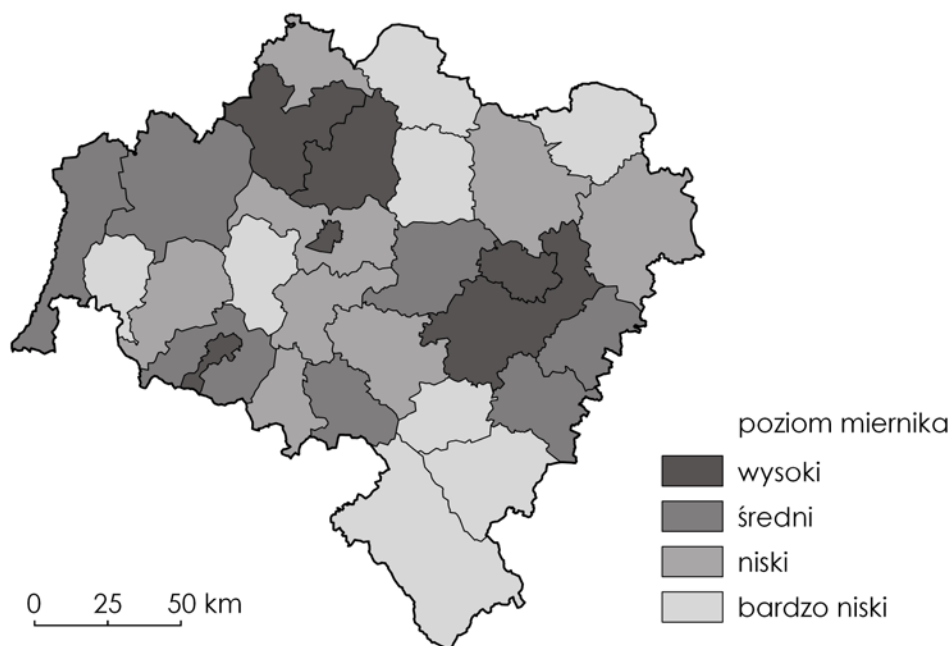 poziom miernika
wysoki
średni
niski
bardzo niski
0 25 50 km